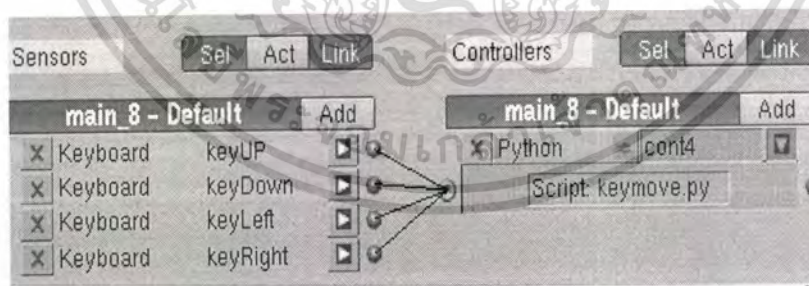 Sensors Sel Act Link Controllers Sel Act Link
main_8 - Default Add main_8 - Default Add
X Keyboard keyUP X Python cont4
X Keyboard keyDown Script: keymove.py
X Keyboard keyLeft
X Keyboard keyRight